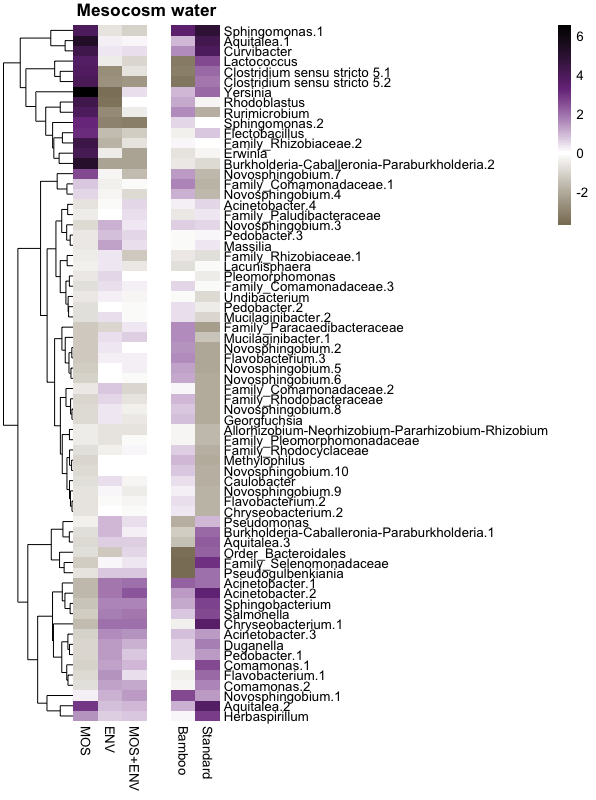 Mesocosm water
Sphingomonas.1
Aquitalea.1
Curvibacter
Lactococcus
Clostridium sensu stricto 5.1
Clostridium sensu stricto 5.2
Yersinia
Rhodoblastus
Rurimicrobium
Sphingomonas.2
Flectobacillus
Family_Rhizobiaceae.2
Erwinia
Burkholderia-Caballeronia-Paraburkholderia.2
Novosphingobium.7
Family_Comamonadaceae.1
Novosphingobium.4
Acinetobacter.4
Family_Paludibacteraceae
Novosphingobium.3
Pedobacter.3
Massilia
Family_Rhizobiaceae.1
Lacunisphaera
Pleomorphomonas
Family_Comamonadaceae.3
Undibacterium
Pedobacter.2
Mucilaginibacter.2
Family_Paracaedibacteraceae
Mucilaginibacter.1
Novosphingobium.2
Flavobacterium.3
Novosphingobium.5
Novosphingobium.6
Family_Comamonadaceae.2
Family_Rhodobacteraceae
Novosphingobium.8
Georgfuchsia
Allorhizobium-Neorhizobium-Pararhizobium-Rhizobium
Family_Pleomorphomonadaceae
Family_Rhodocyclaceae
Methylophilus
Novosphingobium.10
Caulobacter
Novosphingobium.9
Flavobacterium.2
Chryseobacterium.2
Pseudomonas
Burkholderia-Caballeronia-Paraburkholderia.1
Aquitalea.3
Order_Bacteroidales
Family_Selenomonadaceae
Pseudogulbenkiania
Acinetobacter.1
Acinetobacter.2
Sphingobacterium
Salmonella
Chryseobacterium.1
Acinetobacter.3
Duganella
Pedobacter.1
Comamonas.1
Flavobacterium.1
Comamonas.2
Novosphingobium.1
Aquitalea.2
Herbaspirillum
MOS
ENV
MOS+ENV
Bamboo
Standard
6
4
2
0
-2